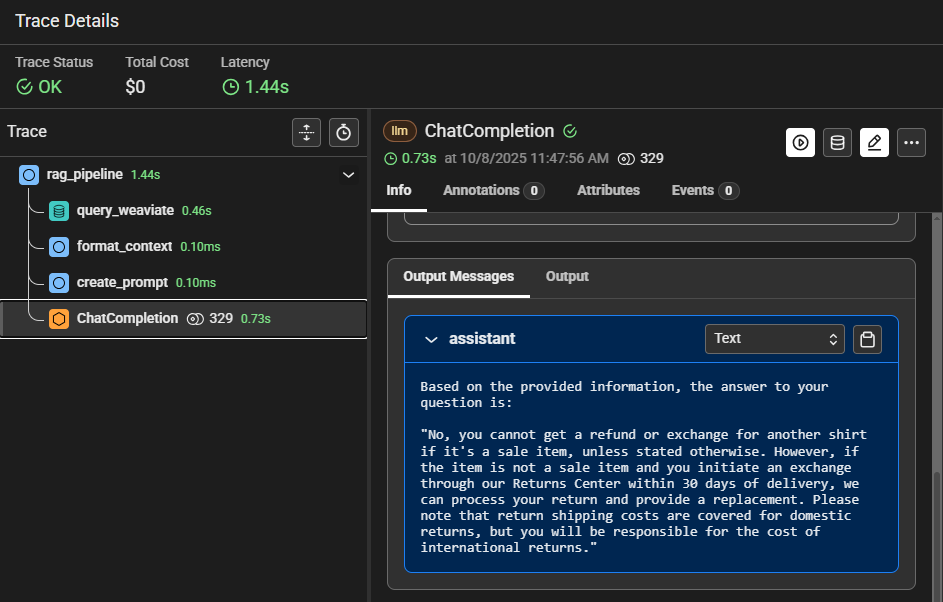 Trace Details
Trace Status
Total Cost
Latency
OK
$0
1.44s
Trace
rag_pipeline 1.44s
query_weaviate 0.46s
format_context 0.10ms
create_prompt 0.10ms
ChatCompletion 329 0.73s
llm ChatCompletion
0.73s at 10/8/2025 11:47:56 AM 329
Info Annotations 0 Attributes Events 0
Output Messages Output
assistant Text
Based on the provided information, the answer to your
question is:
"No, you cannot get a refund or exchange for another shirt
if it's a sale item, unless stated otherwise. However, if
the item is not a sale item and you initiate an exchange
through our Returns Center within 30 days of delivery, we
can process your return and provide a replacement. Please
note that return shipping costs are covered for domestic
returns, but you will be responsible for the cost of
international returns."